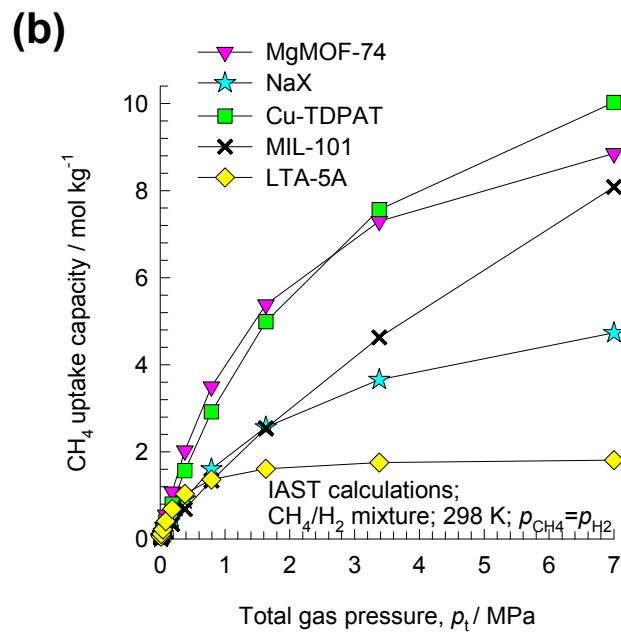 (b)
MgMOF-74
NaX
Cu-TDPAT
MIL-101
LTA-5A
CH4 uptake capacity / mol kg-1
10
8
6
4
2
0
IAST calculations;
CH4/H2 mixture; 298 K; pCH4=pH2
0 1 2 3 4 5 6 7
Total gas pressure, pt / MPa